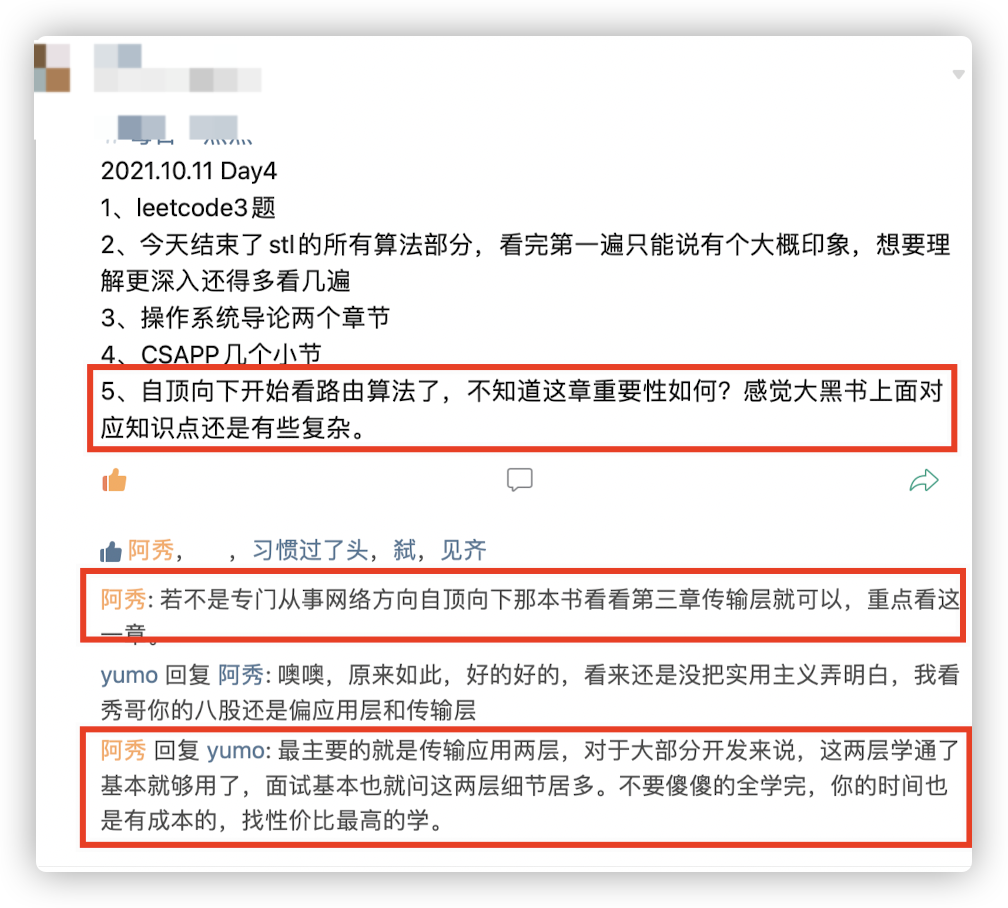 2021.10.11 Day4
1、leetcode3题
2、今天结束了stl的所有算法部分，看完第一遍只能说有个大概印象，想要理
解更深入还得多看几遍
3、操作系统导论两个章节
4、CSAPP几个小节
5、自顶向下开始看路由算法了，不知道这章重要性如何？感觉大黑书上面对
应知识点还是有些复杂。
阿秀， ，习惯过了头，弑，见齐
阿秀: 若不是专门从事网络方向自顶向下那本书看看第三章传输层就可以，重点看这
一章。
yumo 回复 阿秀: 噢噢，原来如此，好的好的，看来还是没把实用主义弄明白，我看
秀哥你的八股还是偏应用层和传输层
阿秀 回复 yumo: 最主要的就是传输应用两层，对于大部分开发来说，这两层学通了
基本就够用了，面试基本也就问这两层细节居多。不要傻傻的全学完，你的时间也
是有成本的，找性价比最高的学。